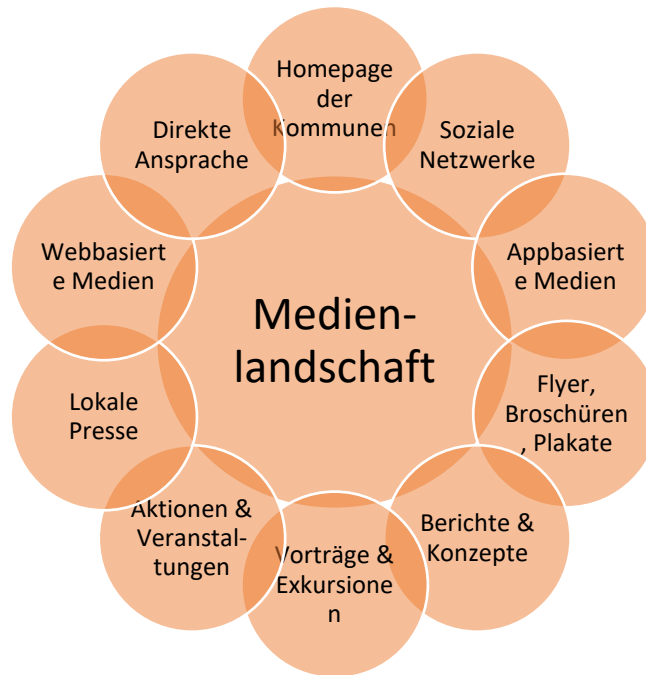 Homepage
der
Kommunen
Soziale
Netzwerke
Appbasiert
e Medien
Flyer,
Broschüren
, Plakate
Berichte &
Konzepte
Vorträge &
Exkursione
n
Aktionen &
Veranstal-
tungen
Lokale
Presse
Webbasiert
e Medien
Direkte
Ansprache
Medien-
landschaft